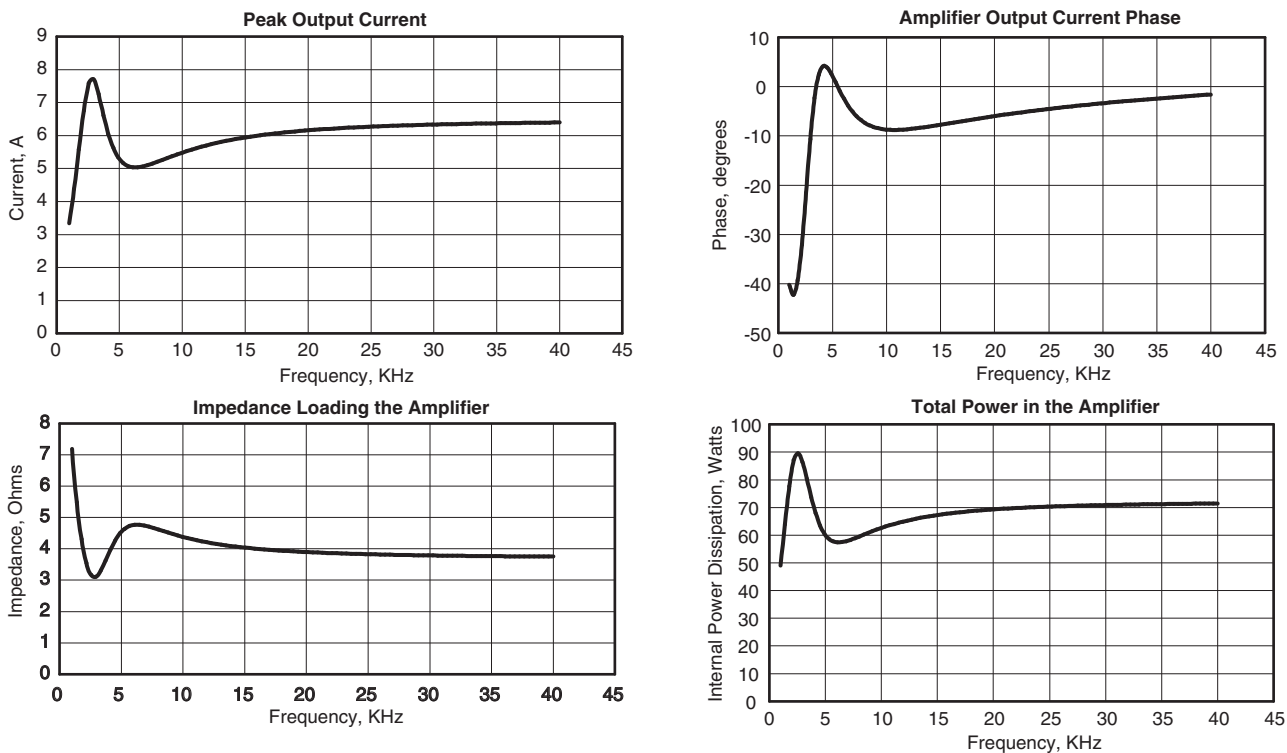 Peak Output Current
9
8
7
6
5
4
3
2
1
0
Current, A
0 5 10 15 20 25 30 35 40 45
Frequency, KHz
Amplifier Output Current Phase
10
0
-10
-20
-30
-40
-50
Phase, degrees
0 5 10 15 20 25 30 35 40 45
Frequency, KHz
Impedance Loading the Amplifier
8
7
6
5
4
3
2
1
0
Impedance, Ohms
0 5 10 15 20 25 30 35 40 45
Frequency, KHz
Total Power in the Amplifier
100
90
80
70
60
50
40
30
20
10
0
Internal Power Dissipation, Watts
0 5 10 15 20 25 30 35 40 45
Frequency, KHz